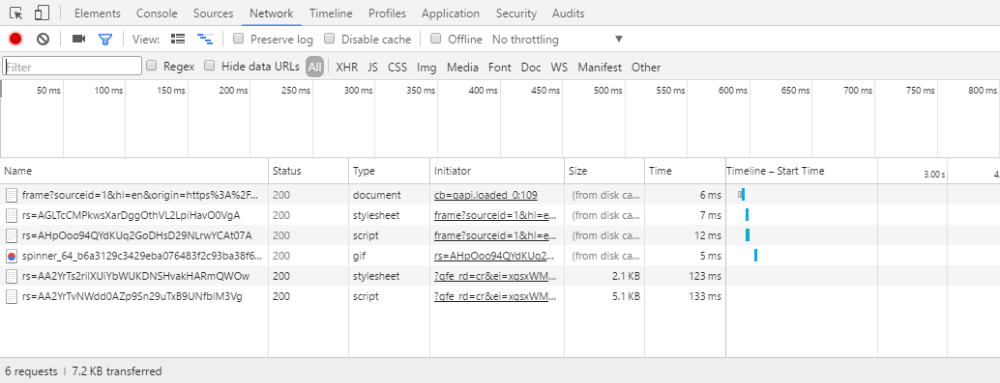 Elements Console Sources Network Timeline Profiles Application Security Audits
View: Preserve log Disable cache Offline No throttling
Filter Regex Hide data URLs All XHR JS CSS Img Media Font Doc WS Manifest Other
50 ms 100 ms 150 ms 200 ms 250 ms 300 ms 350 ms 400 ms 450 ms 500 ms 550 ms 600 ms 650 ms 700 ms 750 ms 800 ms
Name Status Type Initiator Size Time Timeline – Start Time 3.00 s 4.
frame?sourceid=1&hl=en&origin=https%3A%2F... 200 document cb=gapi.loaded_0:109 (from disk ca... 6 ms
rs=AGLTcCMPkwsXarDggOthVL2LpiHavO0VgA 200 stylesheet frame?sourceid=1&hl=e... (from disk ca... 7 ms
rs=AHpOoo94QYdKUq2GoDHsD29NLrwYCAt07A 200 script frame?sourceid=1&hl=e... (from disk ca... 12 ms
spinner_64_b6a3129c3429eba076483f2c93ba38f6... 200 gif rs=AHpOoo94QYdKUq2... (from disk ca... 5 ms
rs=AA2YrTs2riIXUiYbWUKDNSHvakHARmQWOw 200 stylesheet ?gfe_rd=cr&ei=xqsxWM... 2.1 KB 123 ms
rs=AA2YrTvNWdd0AZp9Sn29uTxB9UNfbIM3Vg 200 script ?gfe_rd=cr&ei=xqsxWM... 5.1 KB 133 ms
6 requests | 7.2 KB transferred